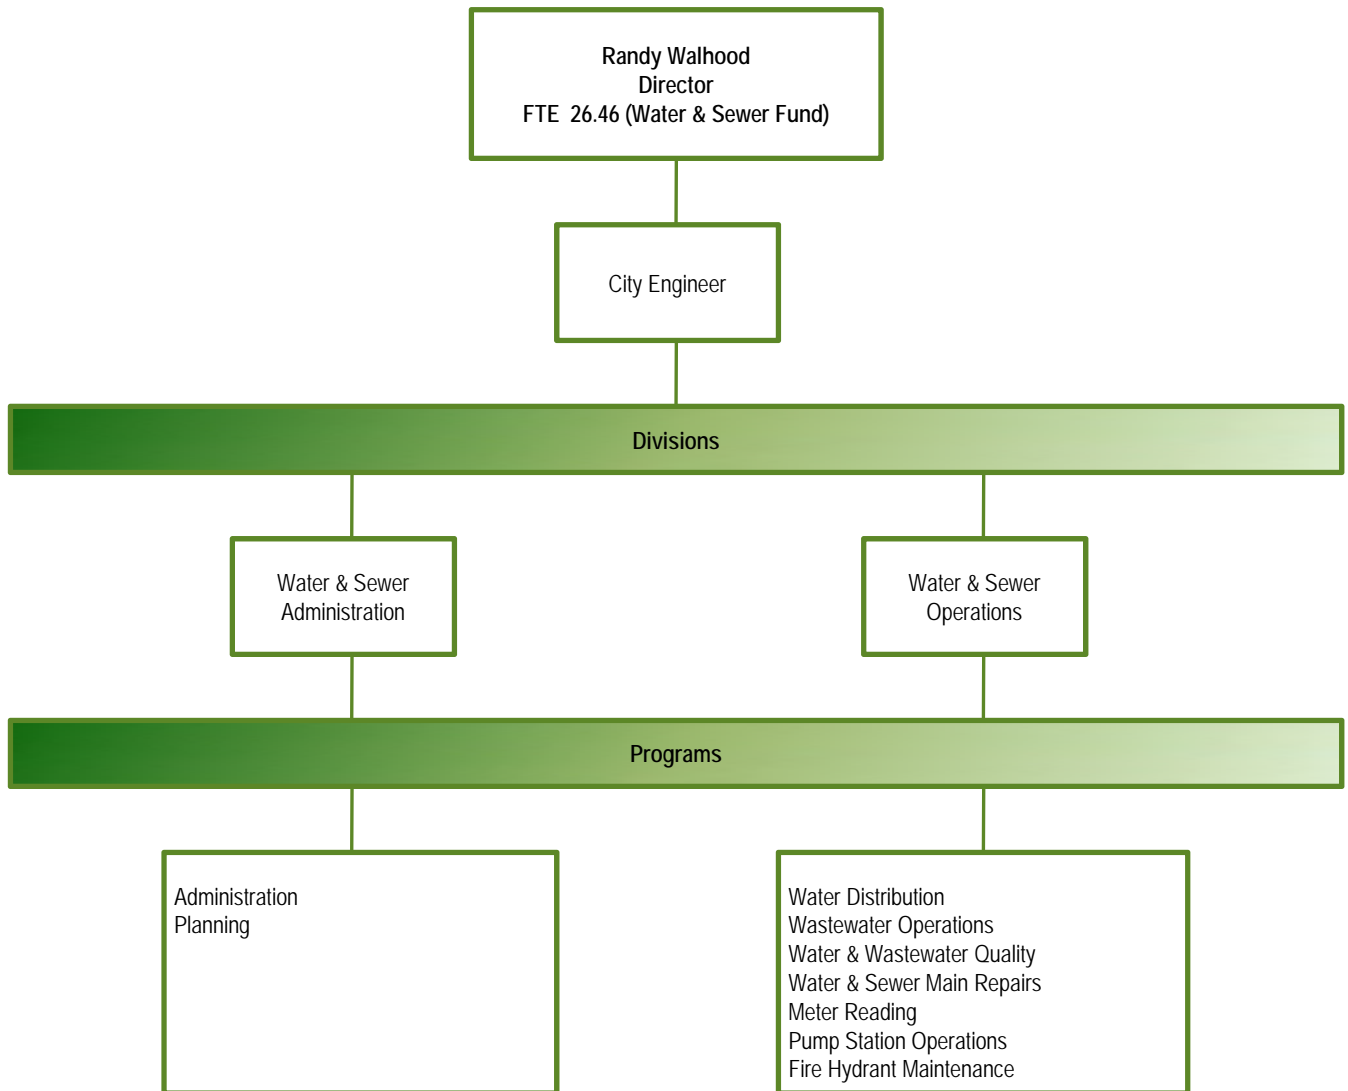 Randy Walhood
Director
FTE  26.46 (Water & Sewer Fund)
City Engineer
Divisions
Water & Sewer
Administration
Water & Sewer
Operations
Programs
Administration
Planning
Water Distribution
Wastewater Operations
Water & Wastewater Quality
Water & Sewer Main Repairs
Meter Reading
Pump Station Operations
Fire Hydrant Maintenance